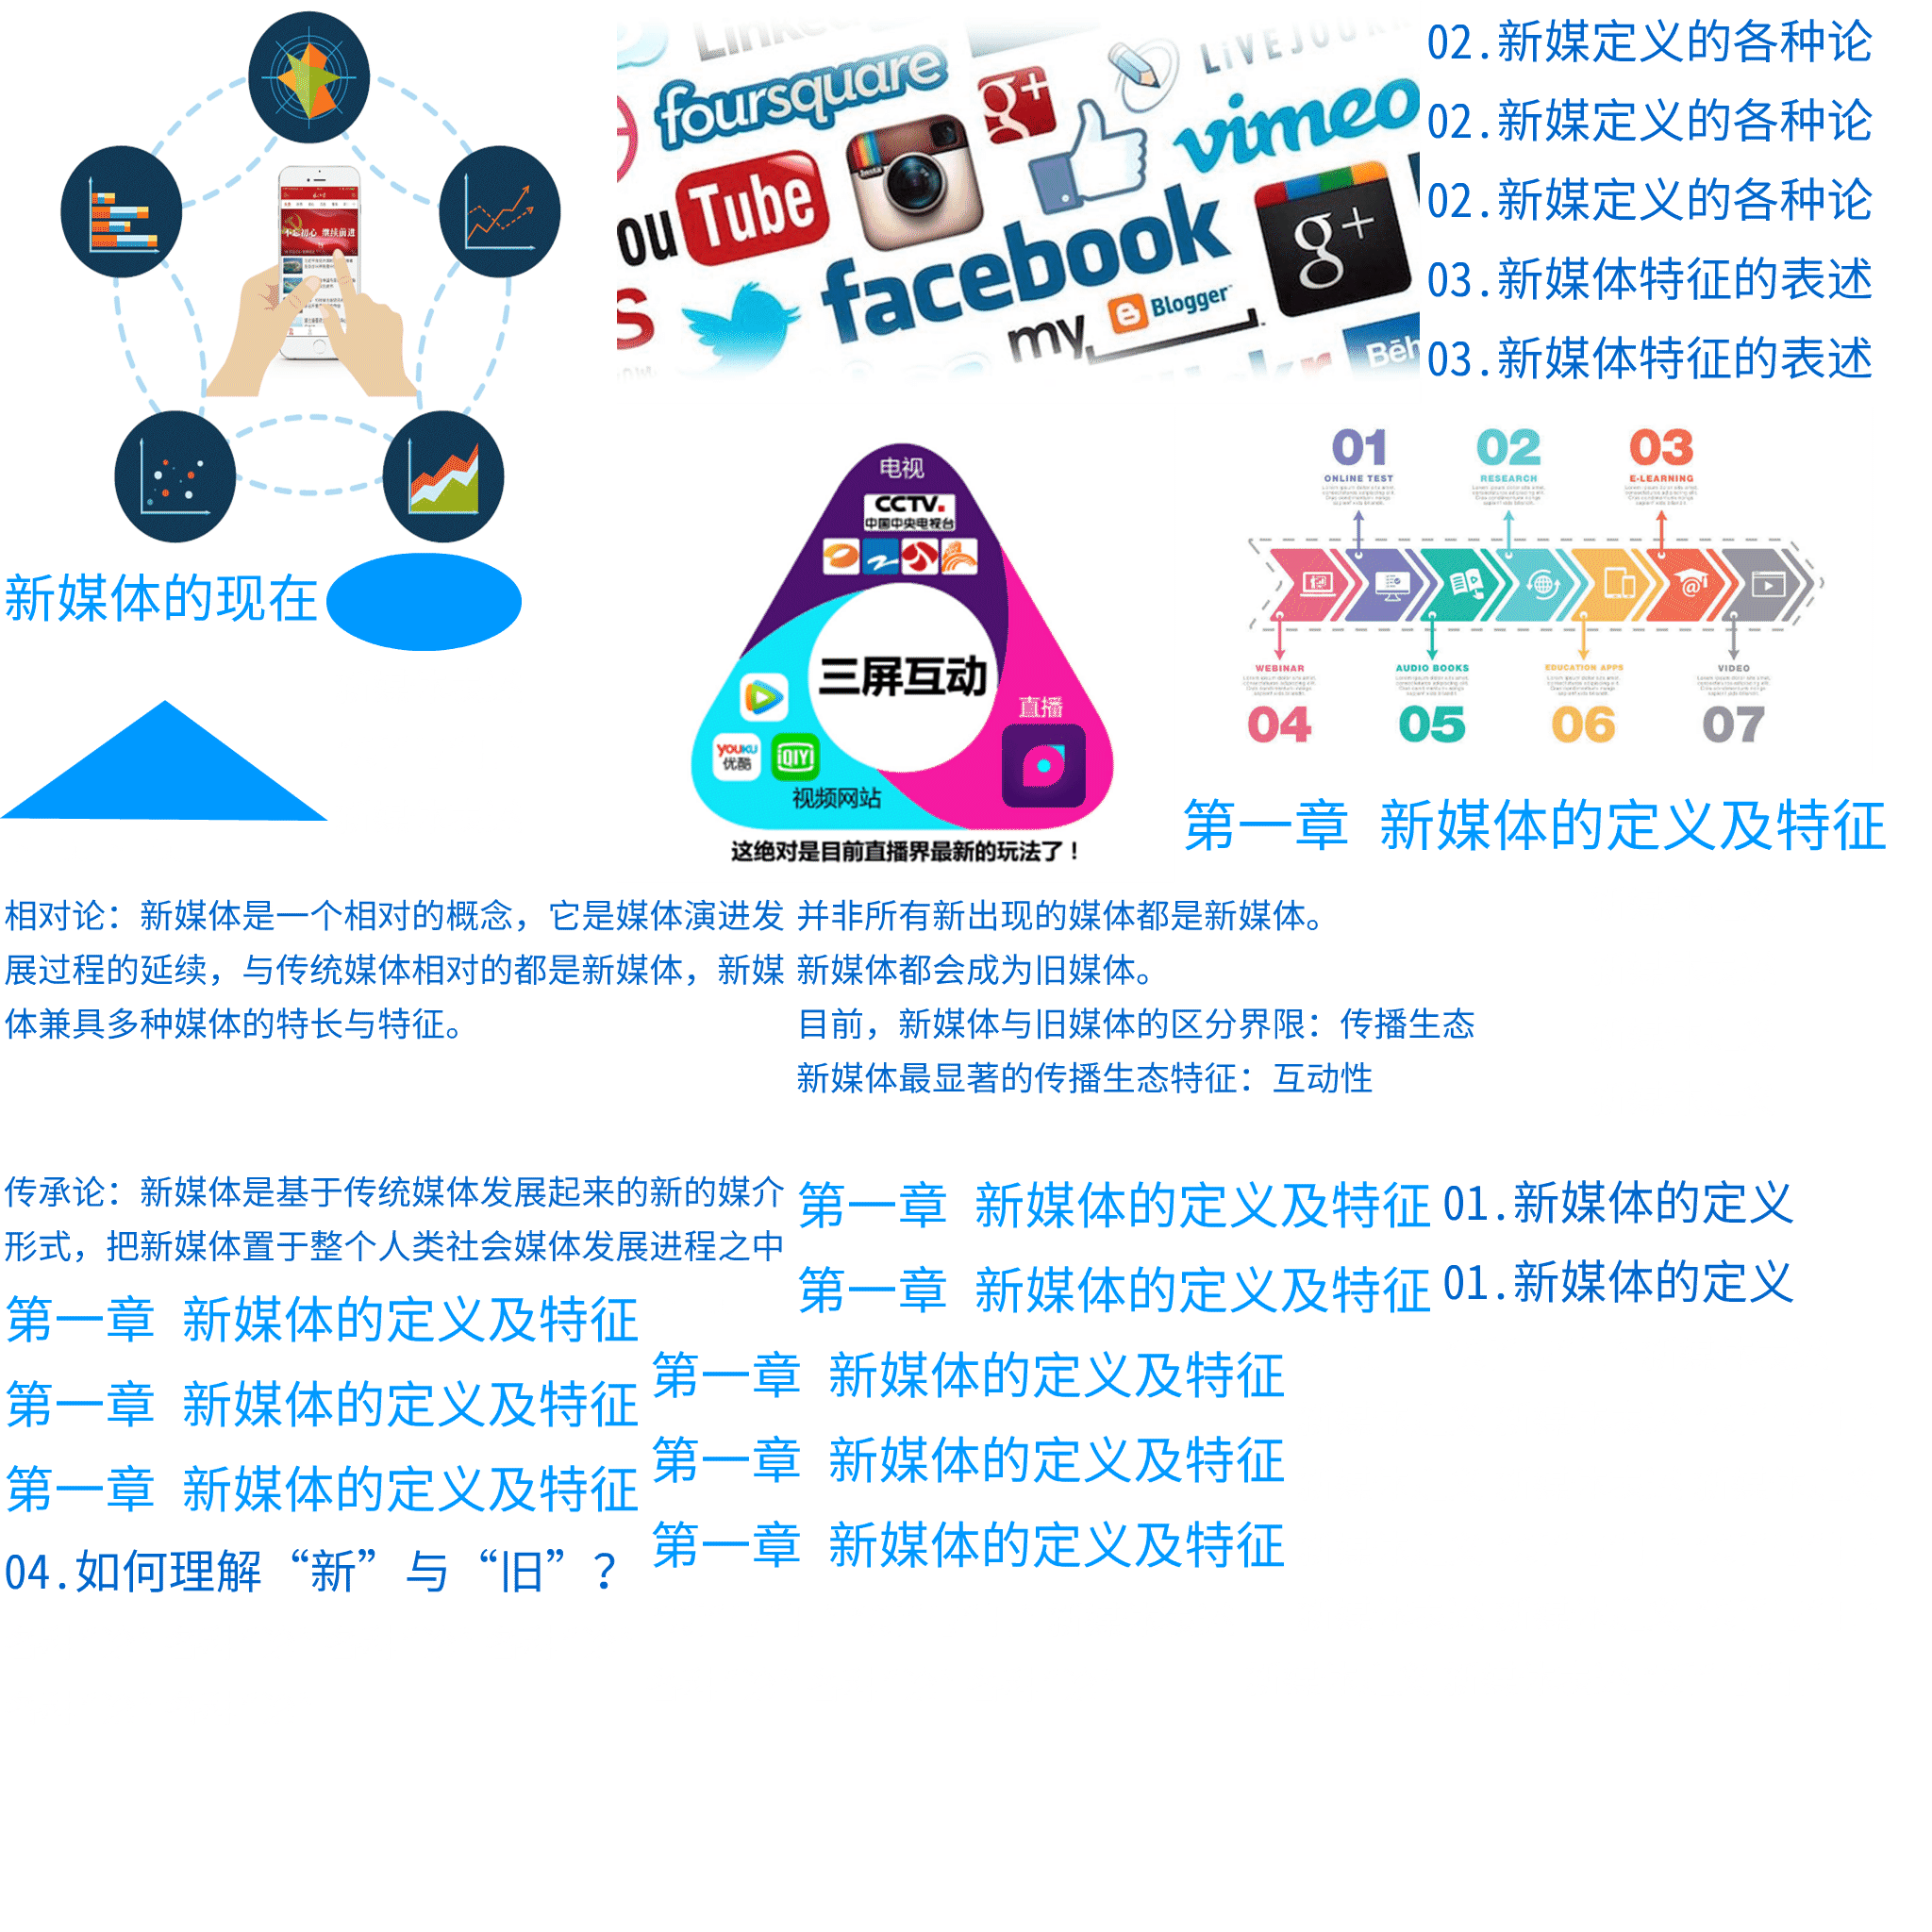 不忘初心 继续前进
foursquare
g+
LiVEJOUR
vimeo
ou Tube
Insta
facebook
g+
my
Blogger
Běh
02.新媒定义的各种论
02.新媒定义的各种论
02.新媒定义的各种论
03.新媒体特征的表述
03.新媒体特征的表述
新媒体的现在
电视
CCTV.
中国中央电视台
三屏互动
YOUKU
优酷
iQIYI
视频网站
直播
这绝对是目前直播界最新的玩法了！
01
ONLINE TEST
02
RESEARCH
03
E-LEARNING
WEBINAR
04
AUDIO BOOKS
05
EDUCATION APPS
06
VIDEO
07
第一章 新媒体的定义及特征
相对论：新媒体是一个相对的概念，它是媒体演进发
展过程的延续，与传统媒体相对的都是新媒体，新媒
体兼具多种媒体的特长与特征。
并非所有新出现的媒体都是新媒体。
新媒体都会成为旧媒体。
目前，新媒体与旧媒体的区分界限：传播生态
新媒体最显著的传播生态特征：互动性
传承论：新媒体是基于传统媒体发展起来的新的媒介
形式，把新媒体置于整个人类社会媒体发展进程之中
第一章 新媒体的定义及特征
第一章 新媒体的定义及特征
01.新媒体的定义
01.新媒体的定义
第一章 新媒体的定义及特征
第一章 新媒体的定义及特征
第一章 新媒体的定义及特征
第一章 新媒体的定义及特征
第一章 新媒体的定义及特征
第一章 新媒体的定义及特征
04.如何理解“新”与“旧”？